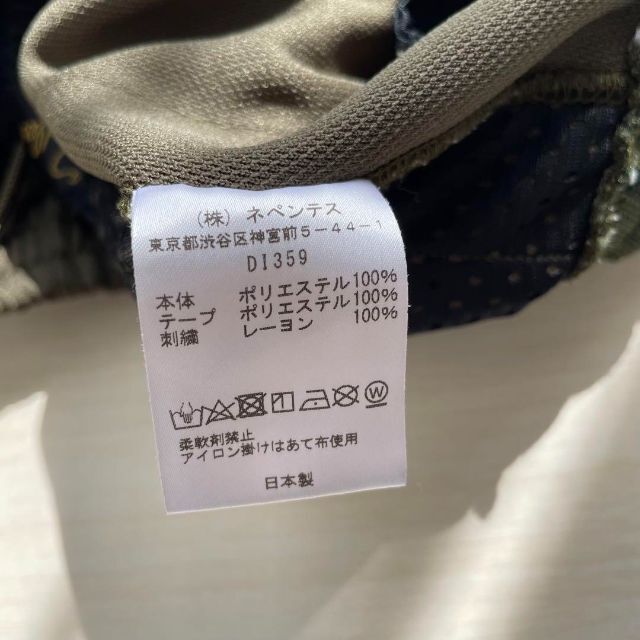 (株) ネペンテス
東京都渋谷区神宮前5-44-1
DI359
本体 ポリエステル100%
テープ ポリエステル100%
刺繍 レーヨン 100%
W
柔軟剤禁止
アイロン掛けはあて布使用
日本製